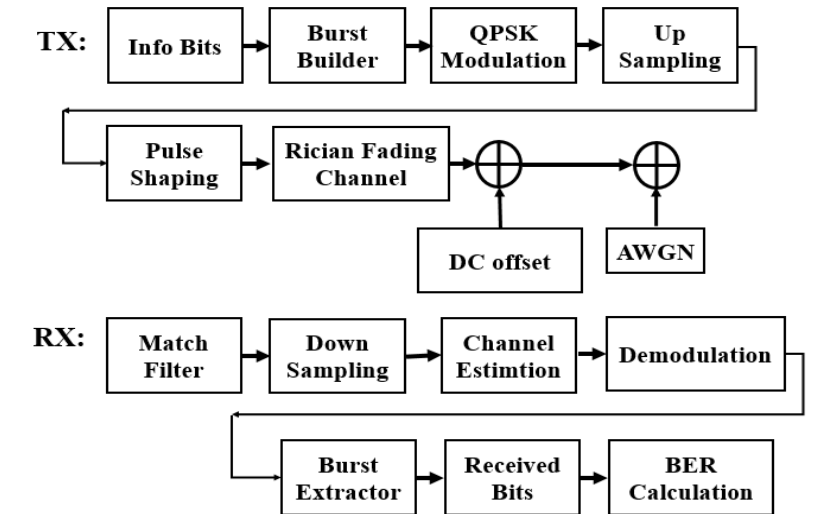 TX:
Info Bits
Burst
Builder
QPSK
Modulation
Up
Sampling
Pulse
Shaping
Rician Fading
Channel
DC offset
AWGN
RX:
Match
Filter
Down
Sampling
Channel
Estimtion
Demodulation
Burst
Extractor
Received
Bits
BER
Calculation